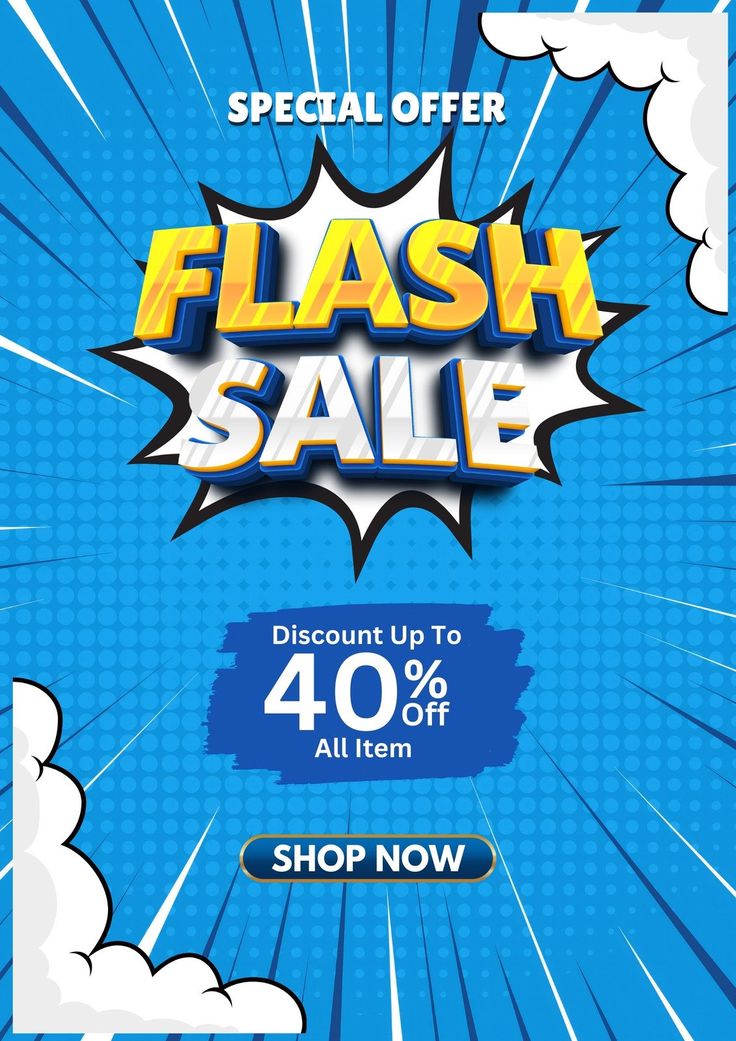 SPECIAL OFFER
FLASH
SALE
Discount Up To
40%
Off
All Item
SHOP NOW